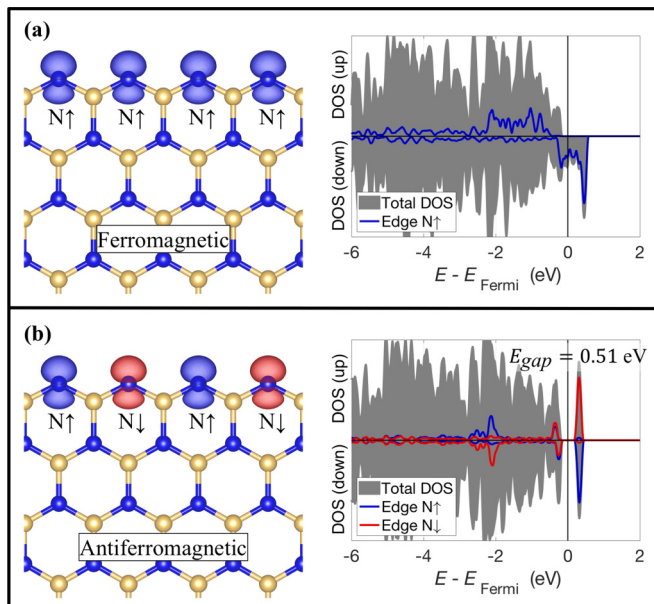 (a)
N↑ N↑ N↑ N↑
Ferromagnetic
DOS (up)
DOS (down)
Total DOS
Edge N↑
-6 -4 -2 0 2
E - E Fermi (eV)
(b)
N↑ N↓ N↑ N↓
Antiferromagnetic
Egap = 0.51 eV
DOS (up)
DOS (down)
Total DOS
Edge N↑
Edge N↓
-6 -4 -2 0 2
E - E Fermi (eV)